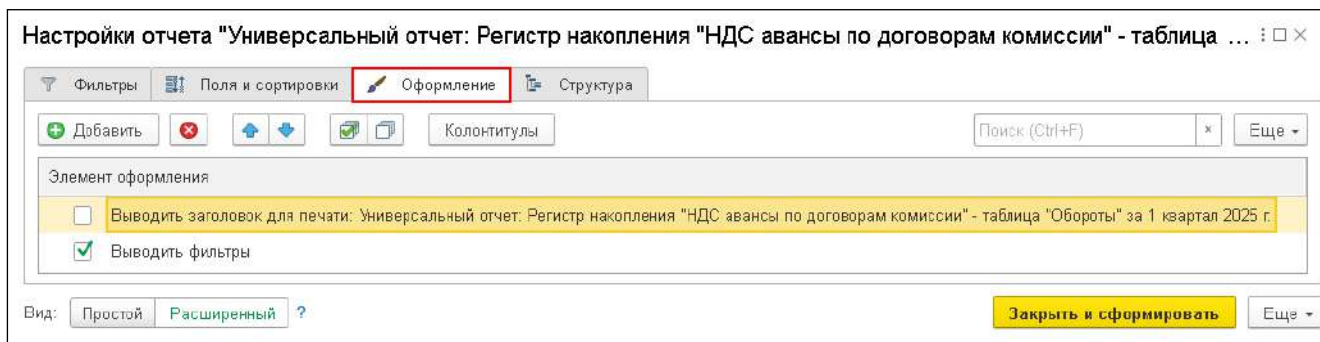 Настройки отчета "Универсальный отчет: Регистр накопления "НДС авансы по договорам комиссии" - таблица ...
Фильтры Поля и сортировки Оформление Структура
Добавить Колонтитулы Поиск (Ctrl+F) × Еще
Элемент оформления
Выводить заголовок для печати: Универсальный отчет: Регистр накопления "НДС авансы по договорам комиссии" - таблица "Обороты" за 1 квартал 2025 г.
Выводить фильтры
Вид: Простой Расширенный ? Закрыть и сформировать Еще